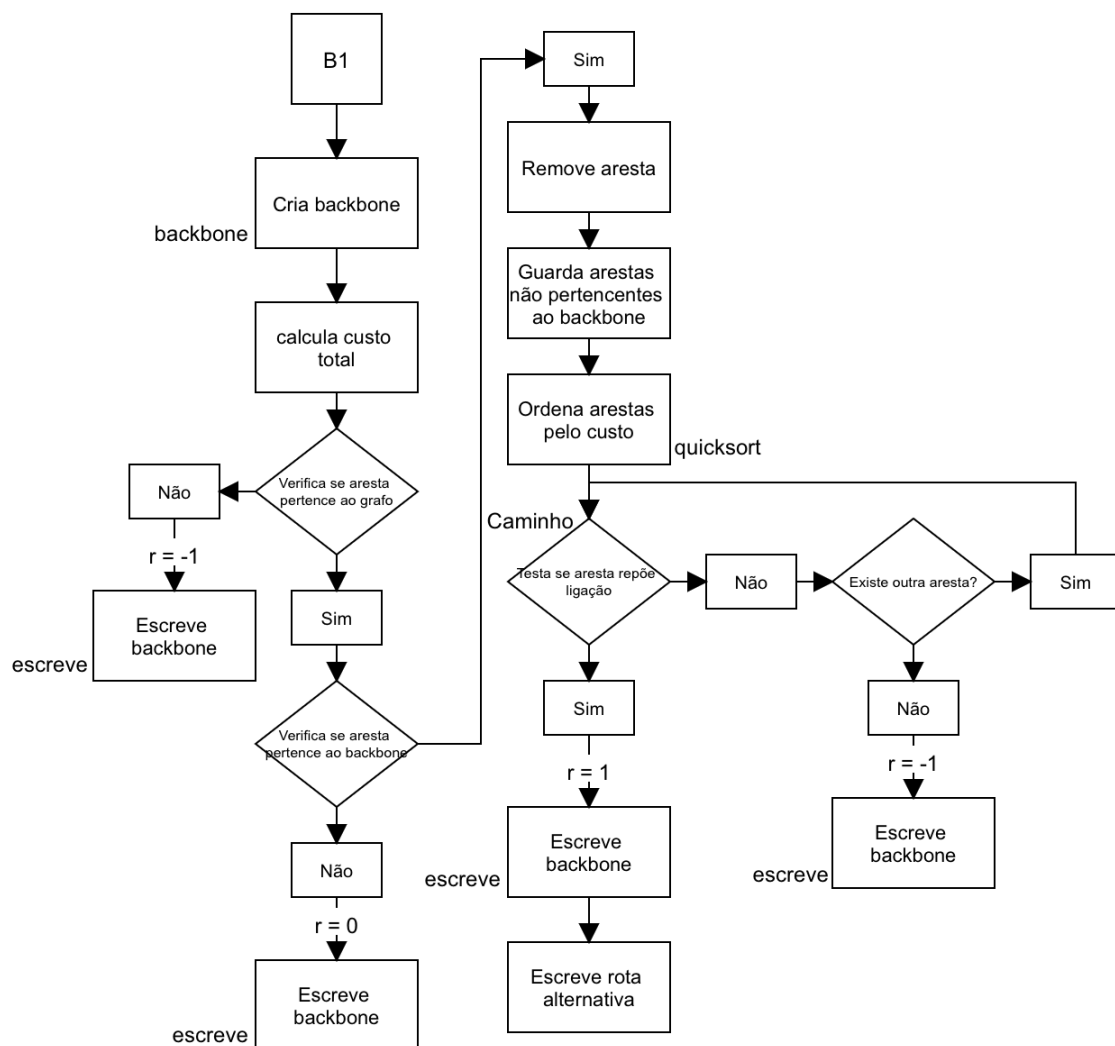 B1
Cria backbone
backbone
calcula custo
total
Verifica se aresta
pertence ao grafo
Não
r = -1
Escreve
backbone
escreve
Sim
Verifica se aresta
pertence ao backbone
Não
r = 0
Escreve
backbone
escreve
Sim
Remove aresta
Guarda arestas
não pertencentes
ao backbone
Ordena arestas
pelo custo
quicksort
Caminho
Testa se aresta repõe
ligação
Não
Existe outra aresta?
Sim
Sim
r = 1
Escreve
backbone
escreve
Escreve rota
alternativa
Não
r = -1
Escreve
backbone
escreve